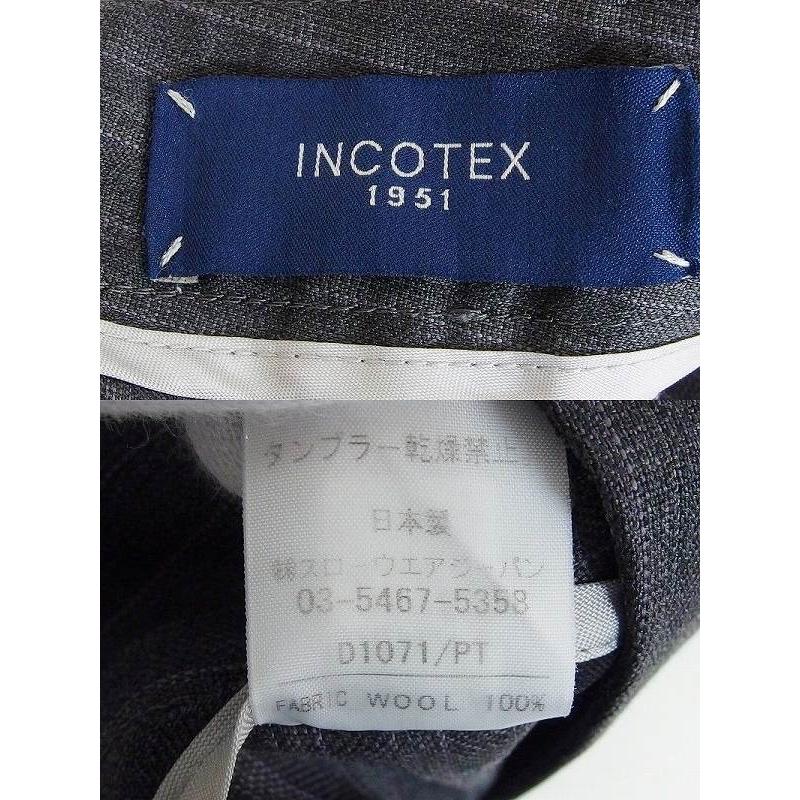 INCOTEX
1951
タンブラー乾燥禁止
日本製
㈱スローウエアジーパン
03-5467-5358
D1071/PT
FABRIC WOOL 100%